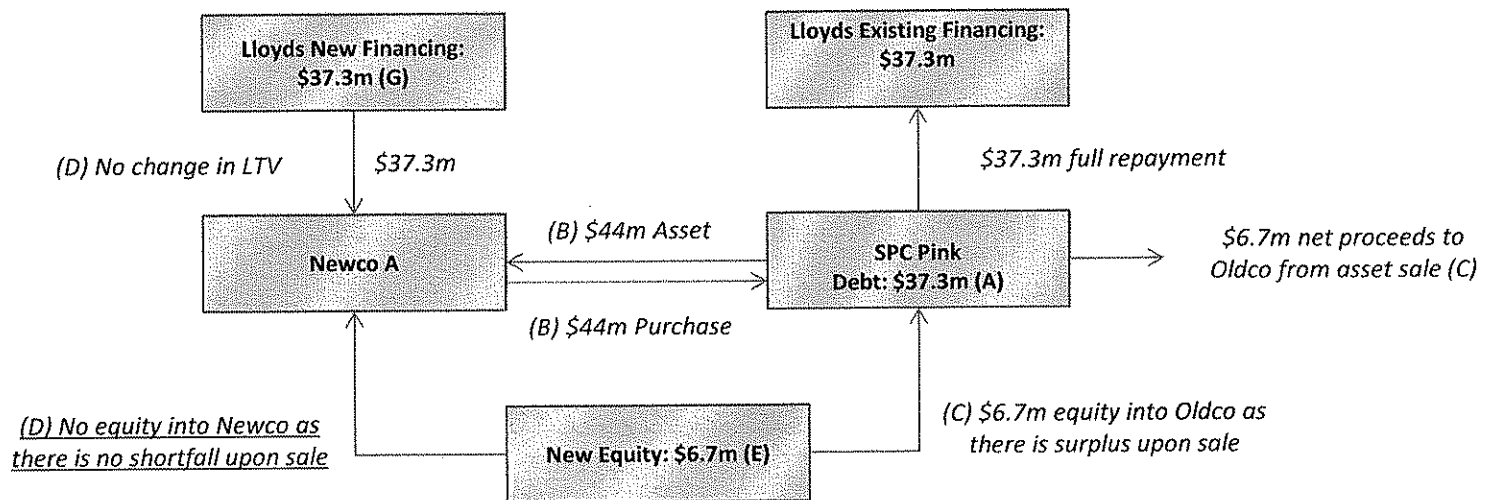 Lloyds New Financing:
$37.3m (G)
Lloyds Existing Financing:
$37.3m
(D) No change in LTV
$37.3m
$37.3m full repayment
Newco A
(B) $44m Asset
(B) $44m Purchase
SPC Pink
Debt: $37.3m (A)
$6.7m net proceeds to
Oldco from asset sale (C)
(D) No equity into Newco as
there is no shortfall upon sale
New Equity: $6.7m (E)
(C) $6.7m equity into Oldco as
there is surplus upon sale